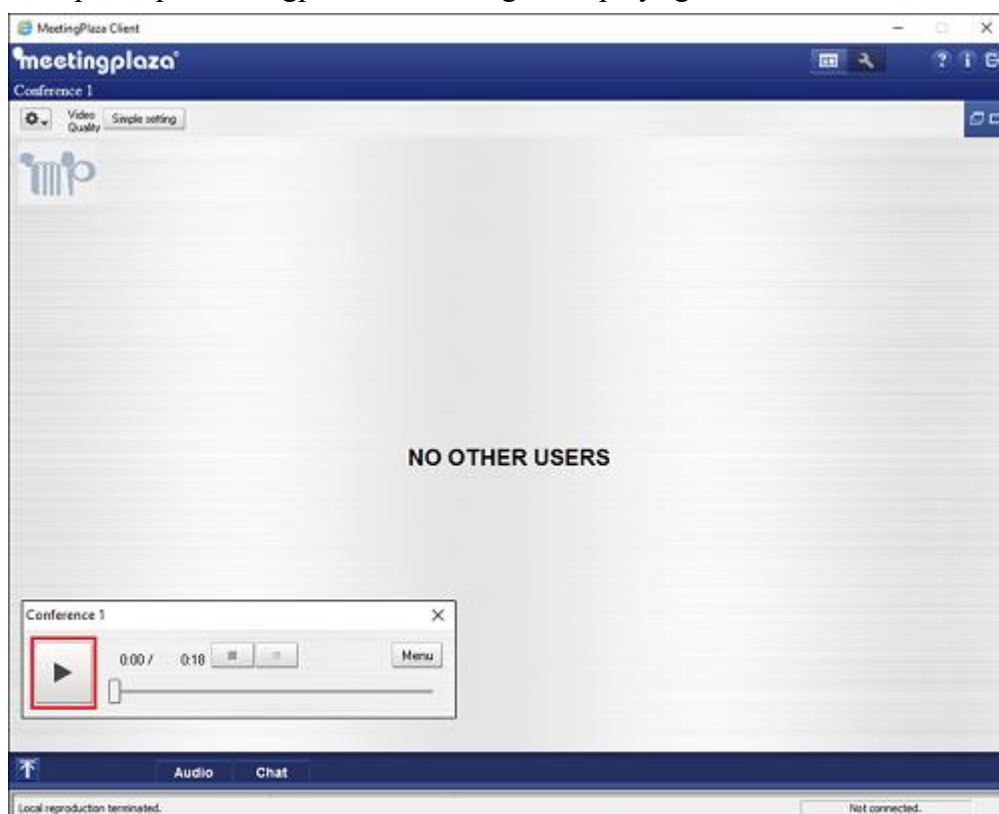 MeetingPlaza Client
meetingplaza
Conference 1
Video Quality
Simple setting
mp
NO OTHER USERS
Conference 1
0:00 / 0:18
Menu
Audio Chat
Local reproduction terminated. Not connected.